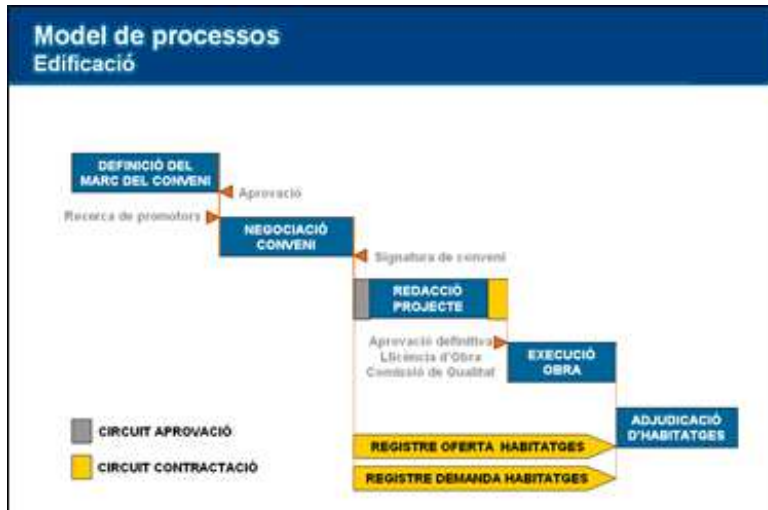 Model de processos
Edificació
DEFINICIÓ DEL
MARC DEL CONVENI
Aprovació
Recerca de promotors
NEGOCIACIÓ
CONVENI
Signatura de conveni
REDACCIÓ
PROJECTE
Aprovació definitiva
Llicència d'Obra
Comissió de Qualitat
EXECUCIÓ
OBRA
ADJUDICACIÓ
D'HABITATGES
CIRCUIT APROVACIÓ
CIRCUIT CONTRACTACIÓ
REGISTRE OFERTA HABITATGES
REGISTRE DEMANDA HABITATGES